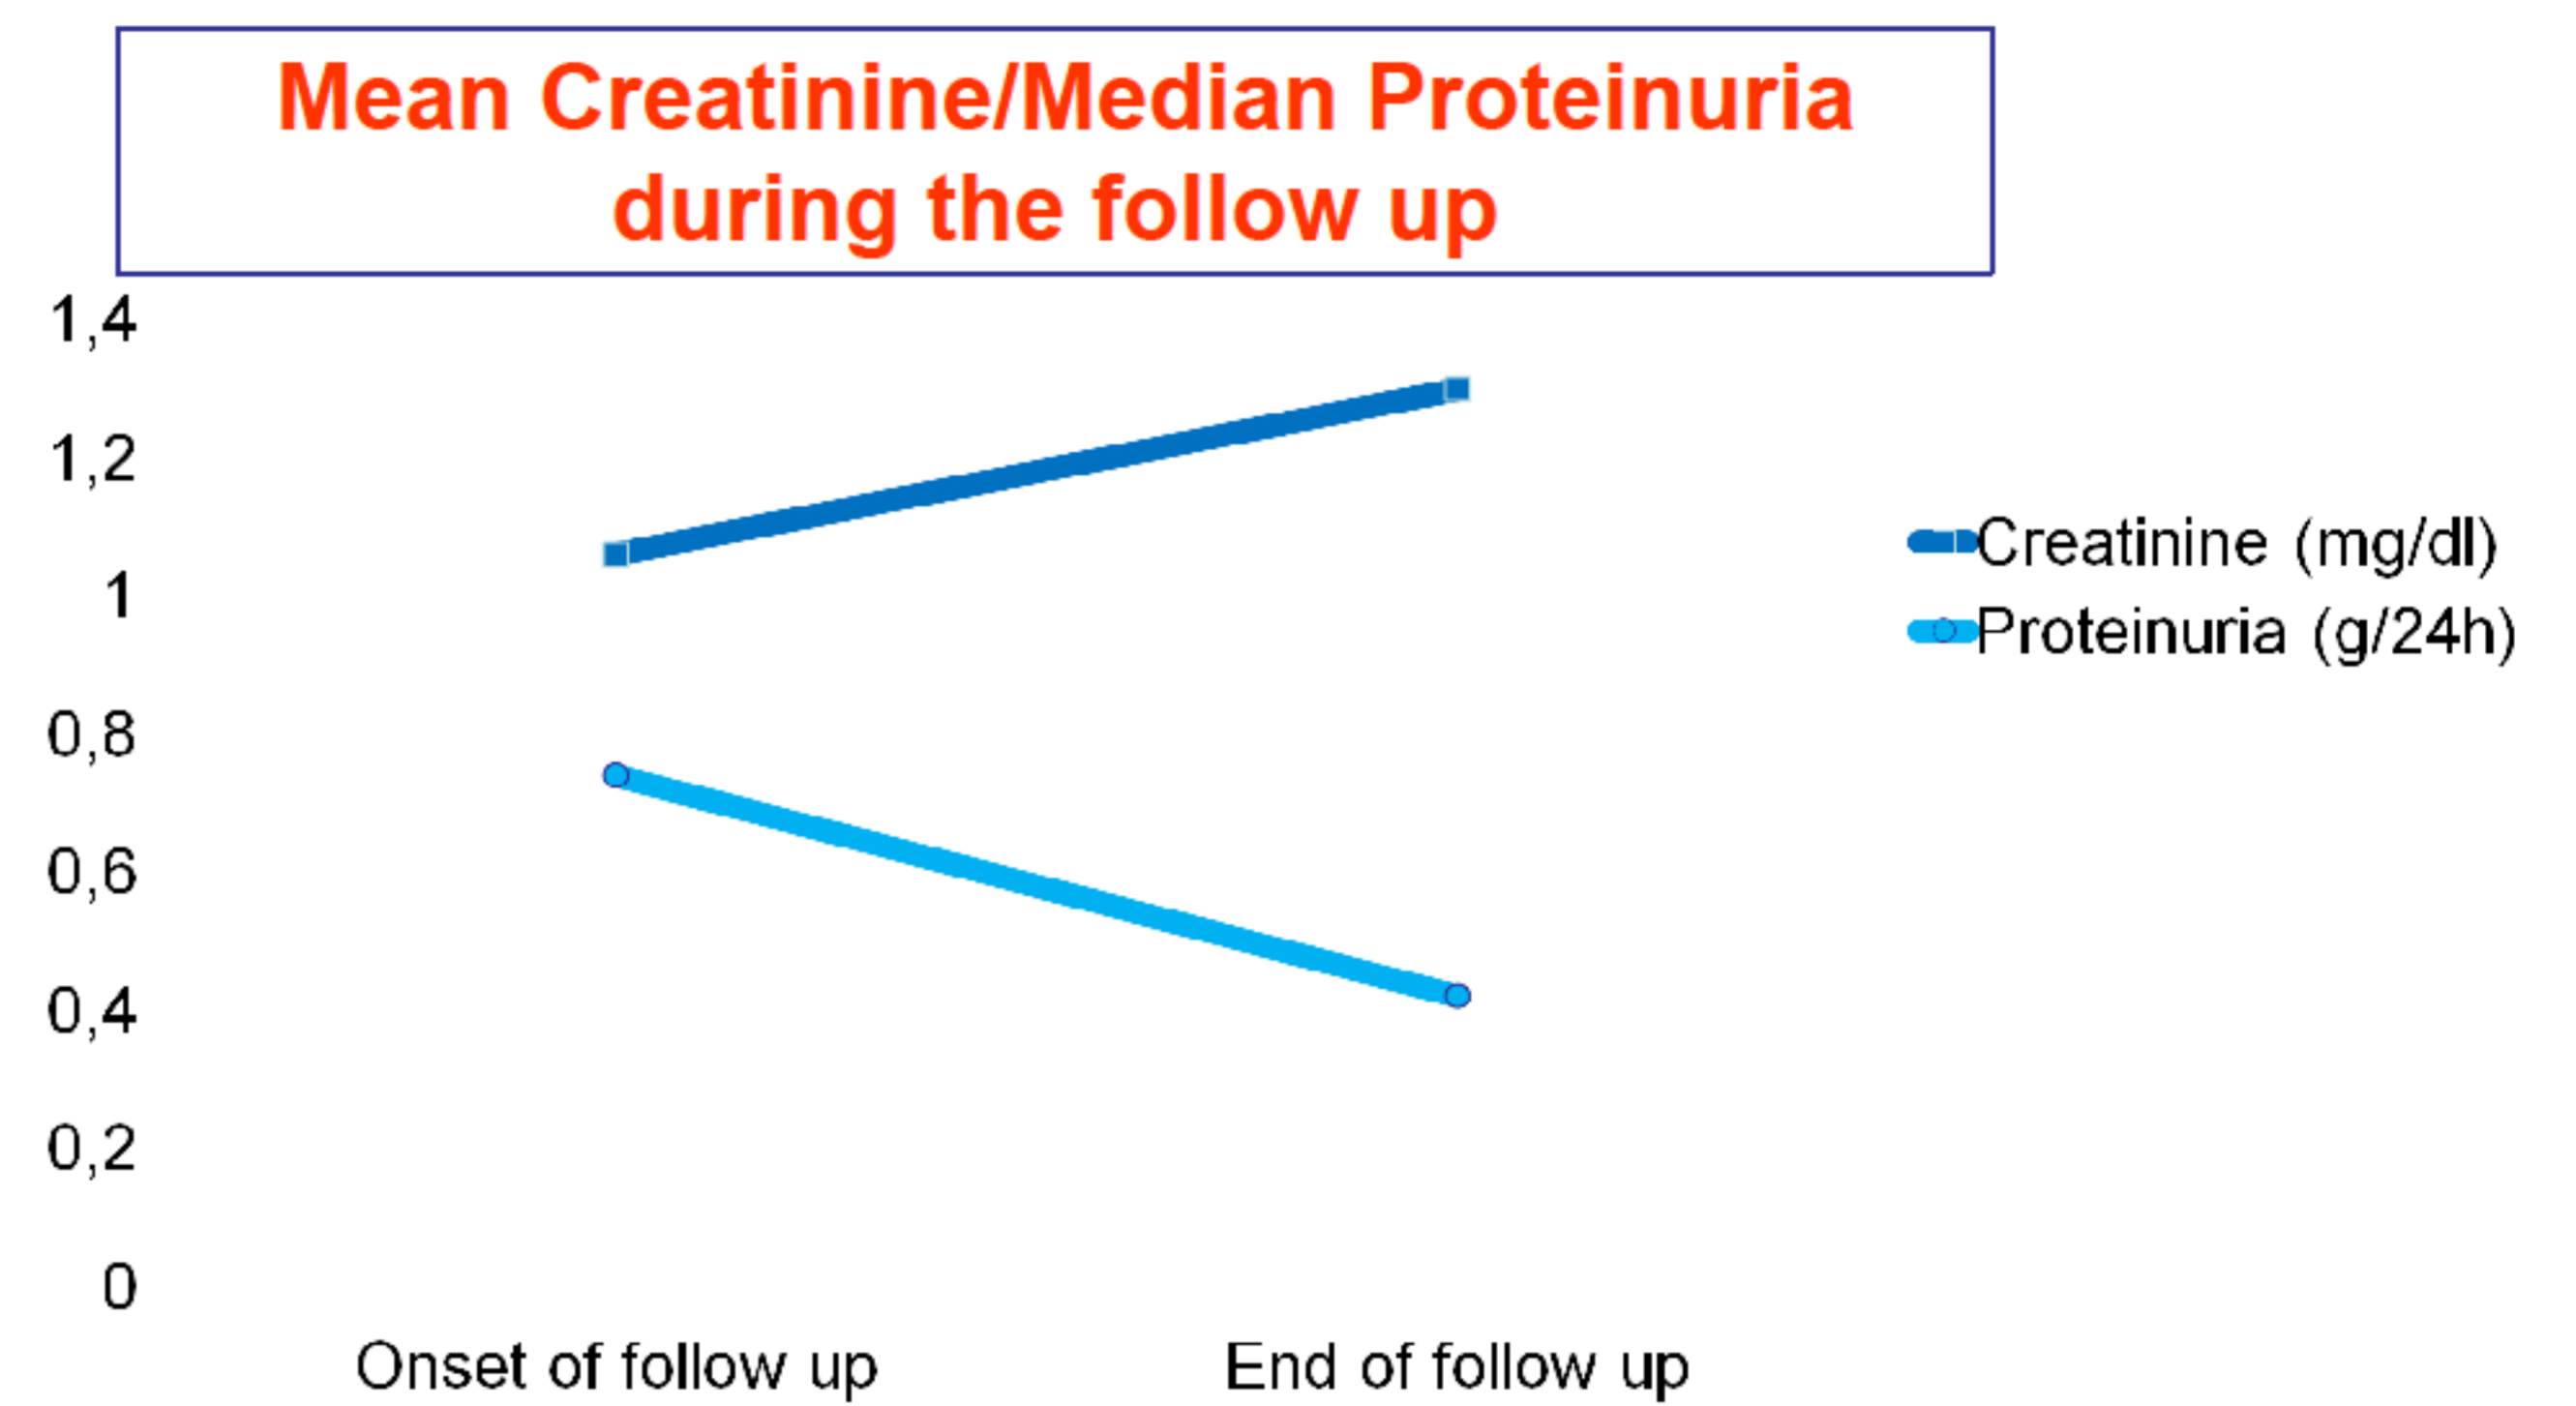 Mean Creatinine/Median Proteinuria
during the follow up
1,4
1,2
1
0,8
0,6
0,4
0,2
0
Onset of follow up
End of follow up
Creatinine (mg/dl)
Proteinuria (g/24h)